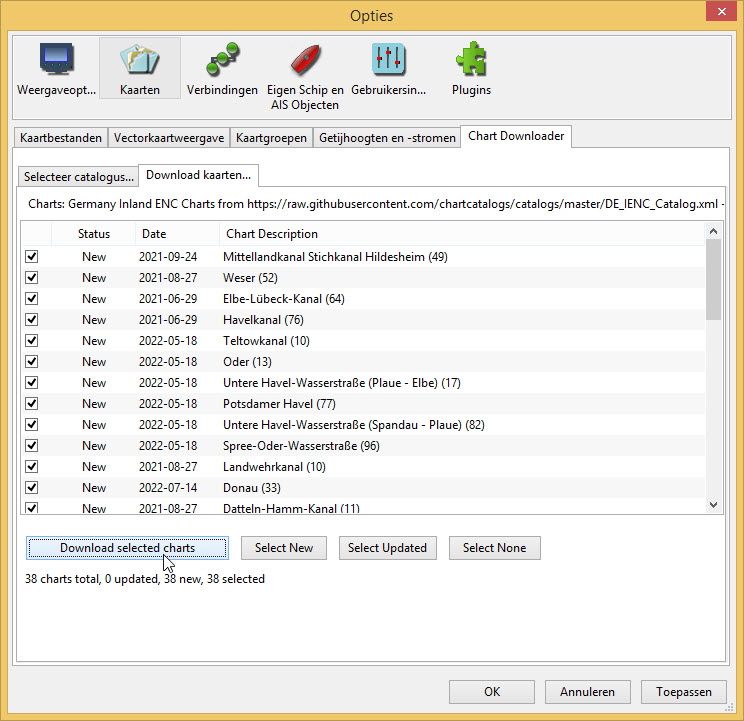 Opties
Weergaveopt... Kaarten Verbindingen Eigen Schip en AIS Objecten Gebruikersin... Plugins
Kaartbestanden Vectorkaartweergave Kaartgroepen Getijhoogten en -stromen Chart Downloader
Selecteer catalogus... Download kaarten...
Charts: Germany Inland ENC Charts from https://raw.githubusercontent.com/chartcatalogs/catalogs/master/DE_IENC_Catalog.xml -
Status Date Chart Description
New 2021-09-24 Mittellandkanal Stichkanal Hildesheim (49)
New 2021-08-27 Weser (52)
New 2021-06-29 Elbe-Lübeck-Kanal (64)
New 2021-06-29 Havelkanal (76)
New 2022-05-18 Teltowkanal (10)
New 2022-05-18 Oder (13)
New 2022-05-18 Untere Havel-Wasserstraße (Plaue - Elbe) (17)
New 2022-05-18 Potsdamer Havel (77)
New 2022-05-18 Untere Havel-Wasserstraße (Spandau - Plaue) (82)
New 2022-05-18 Spree-Oder-Wasserstraße (96)
New 2021-08-27 Landwehrkanal (10)
New 2022-07-14 Donau (33)
New 2021-08-27 Datteln-Hamm-Kanal (11)
Download selected charts Select New Select Updated Select None
38 charts total, 0 updated, 38 new, 38 selected
OK Annuleren Toepassen